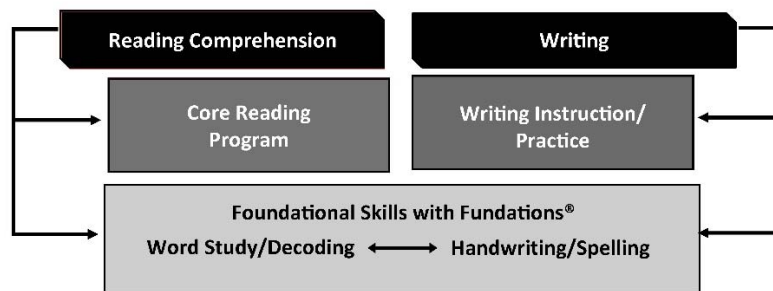 Reading Comprehension
Writing
Core Reading
Program
Writing Instruction/
Practice
Foundational Skills with Fundations®
Word Study/Decoding
Handwriting/Spelling